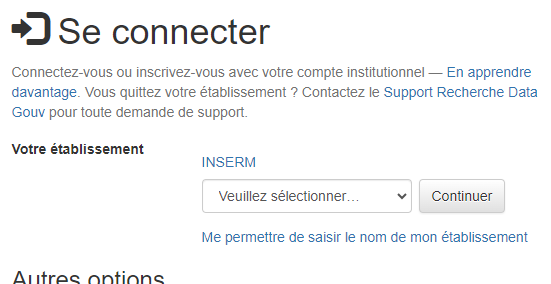 Se connecter
Connectez-vous ou inscrivez-vous avec votre compte institutionnel — En apprendre
davantage. Vous quittez votre établissement ? Contactez le Support Recherche Data
Gouv pour toute demande de support.
Votre établissement
INSERM
Veuillez sélectionner… Continuer
Me permettre de saisir le nom de mon établissement
Autres options